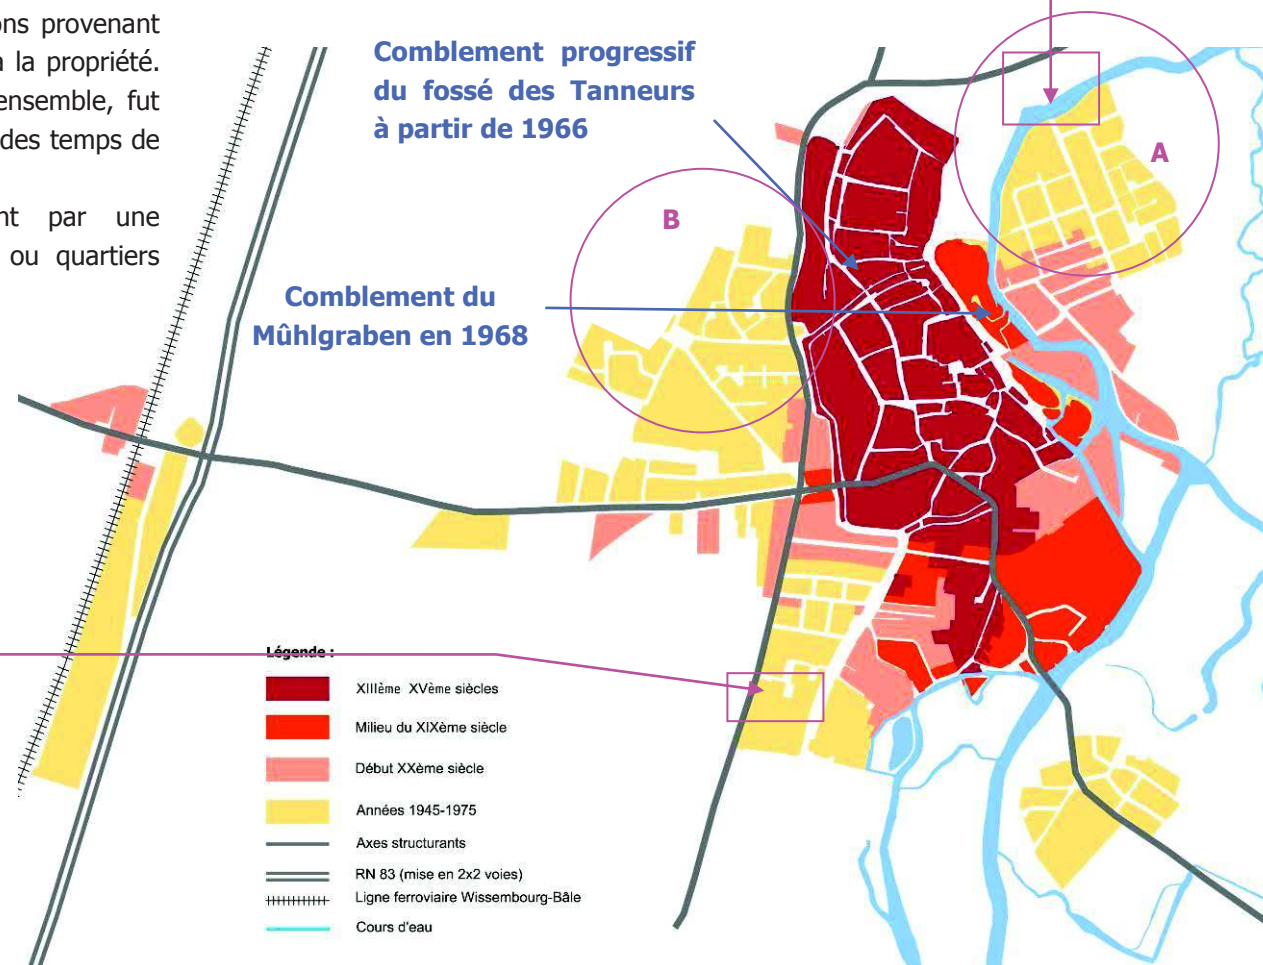 ons provenant
à la propriété.
ensemble, fut
des temps de
nt par une
ou quartiers
Comblement progressif
du fossé des Tanneurs
à partir de 1966
A
B
Comblement du
Mûhlgraben en 1968
Légende :
XIIIème XVème siècles
Milieu du XIXème siècle
Début XXème siècle
Années 1945-1975
Axes structurants
RN 83 (mise en 2x2 voies)
Ligne ferroviaire Wissembourg-Bâle
Cours d'eau